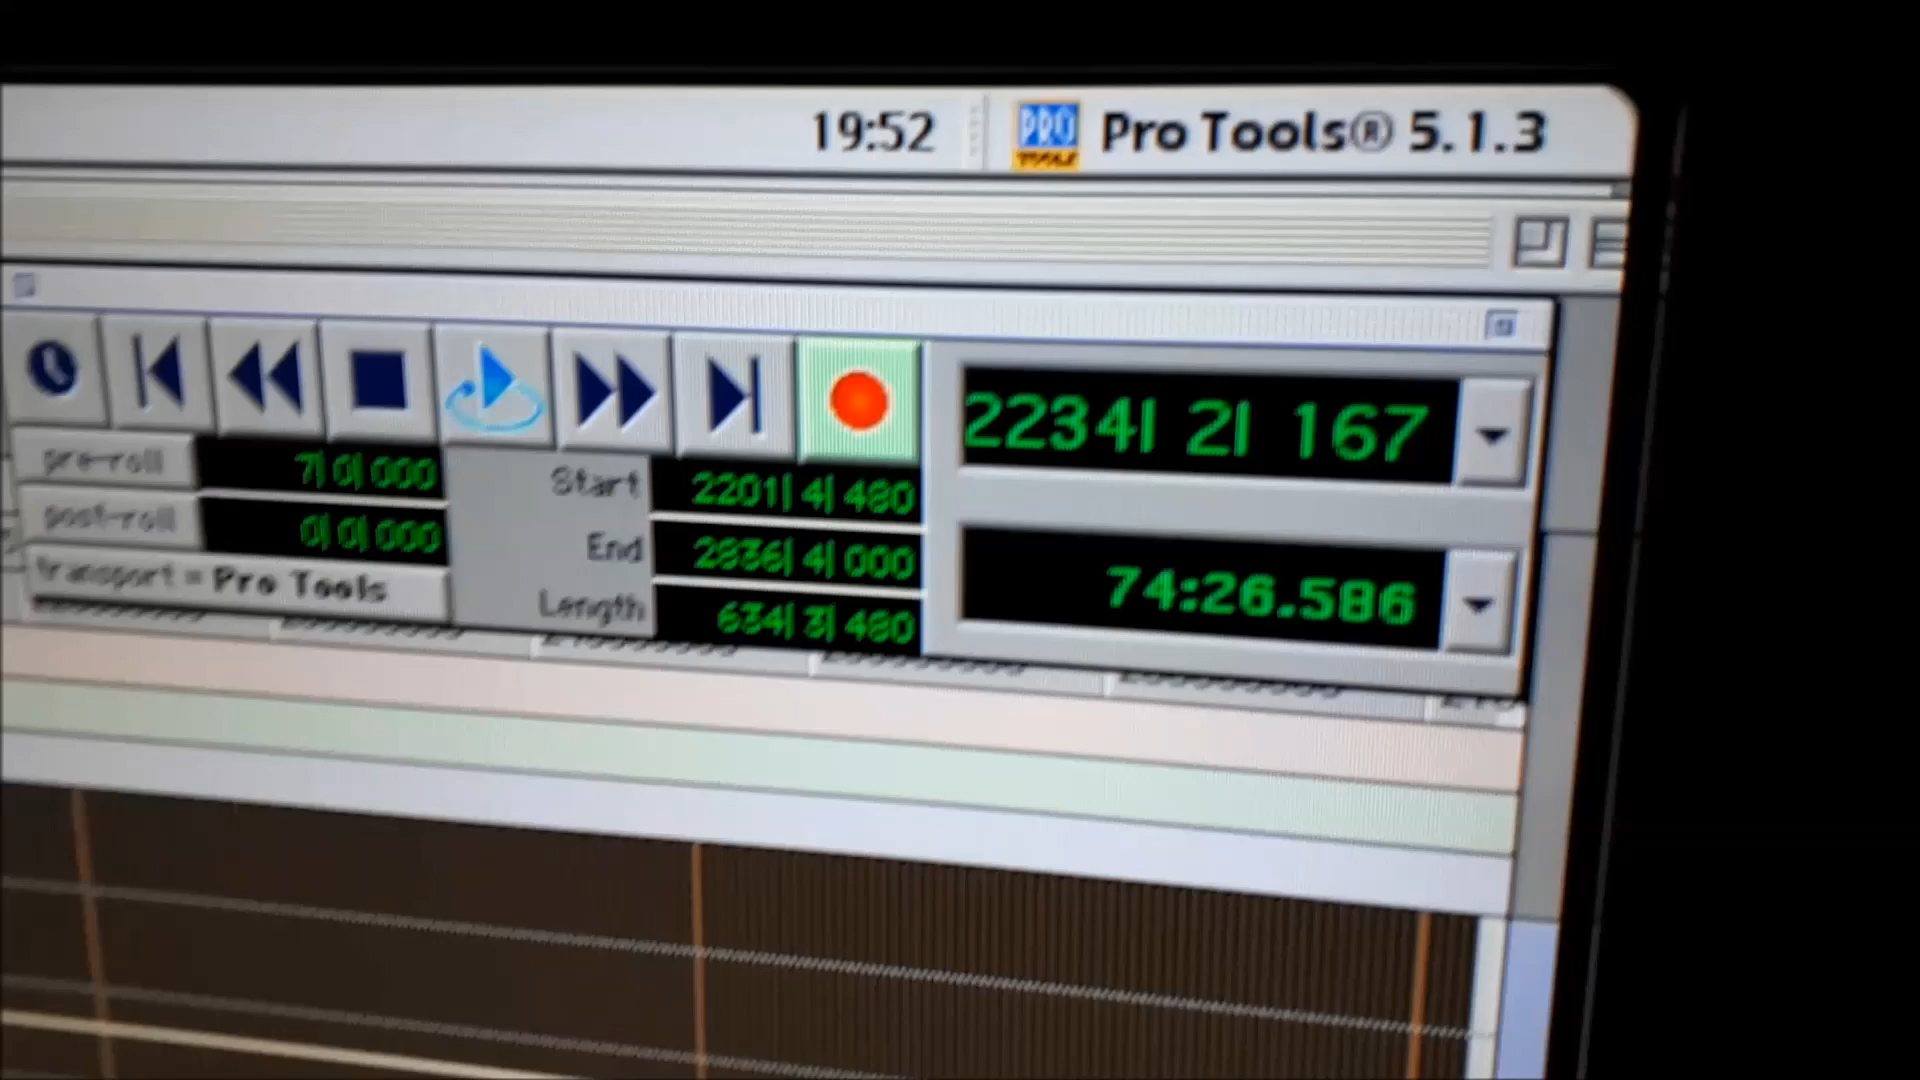 19:52
PRO TOOLS Pro Tools® 5.1.3
pre-roll 7| 0| 000
post-roll 0| 0| 000
transport = Pro Tools
Start 2201| 4| 480
End 2836| 4| 000
Length 634| 3| 480
2234| 2| 167
74:26.586